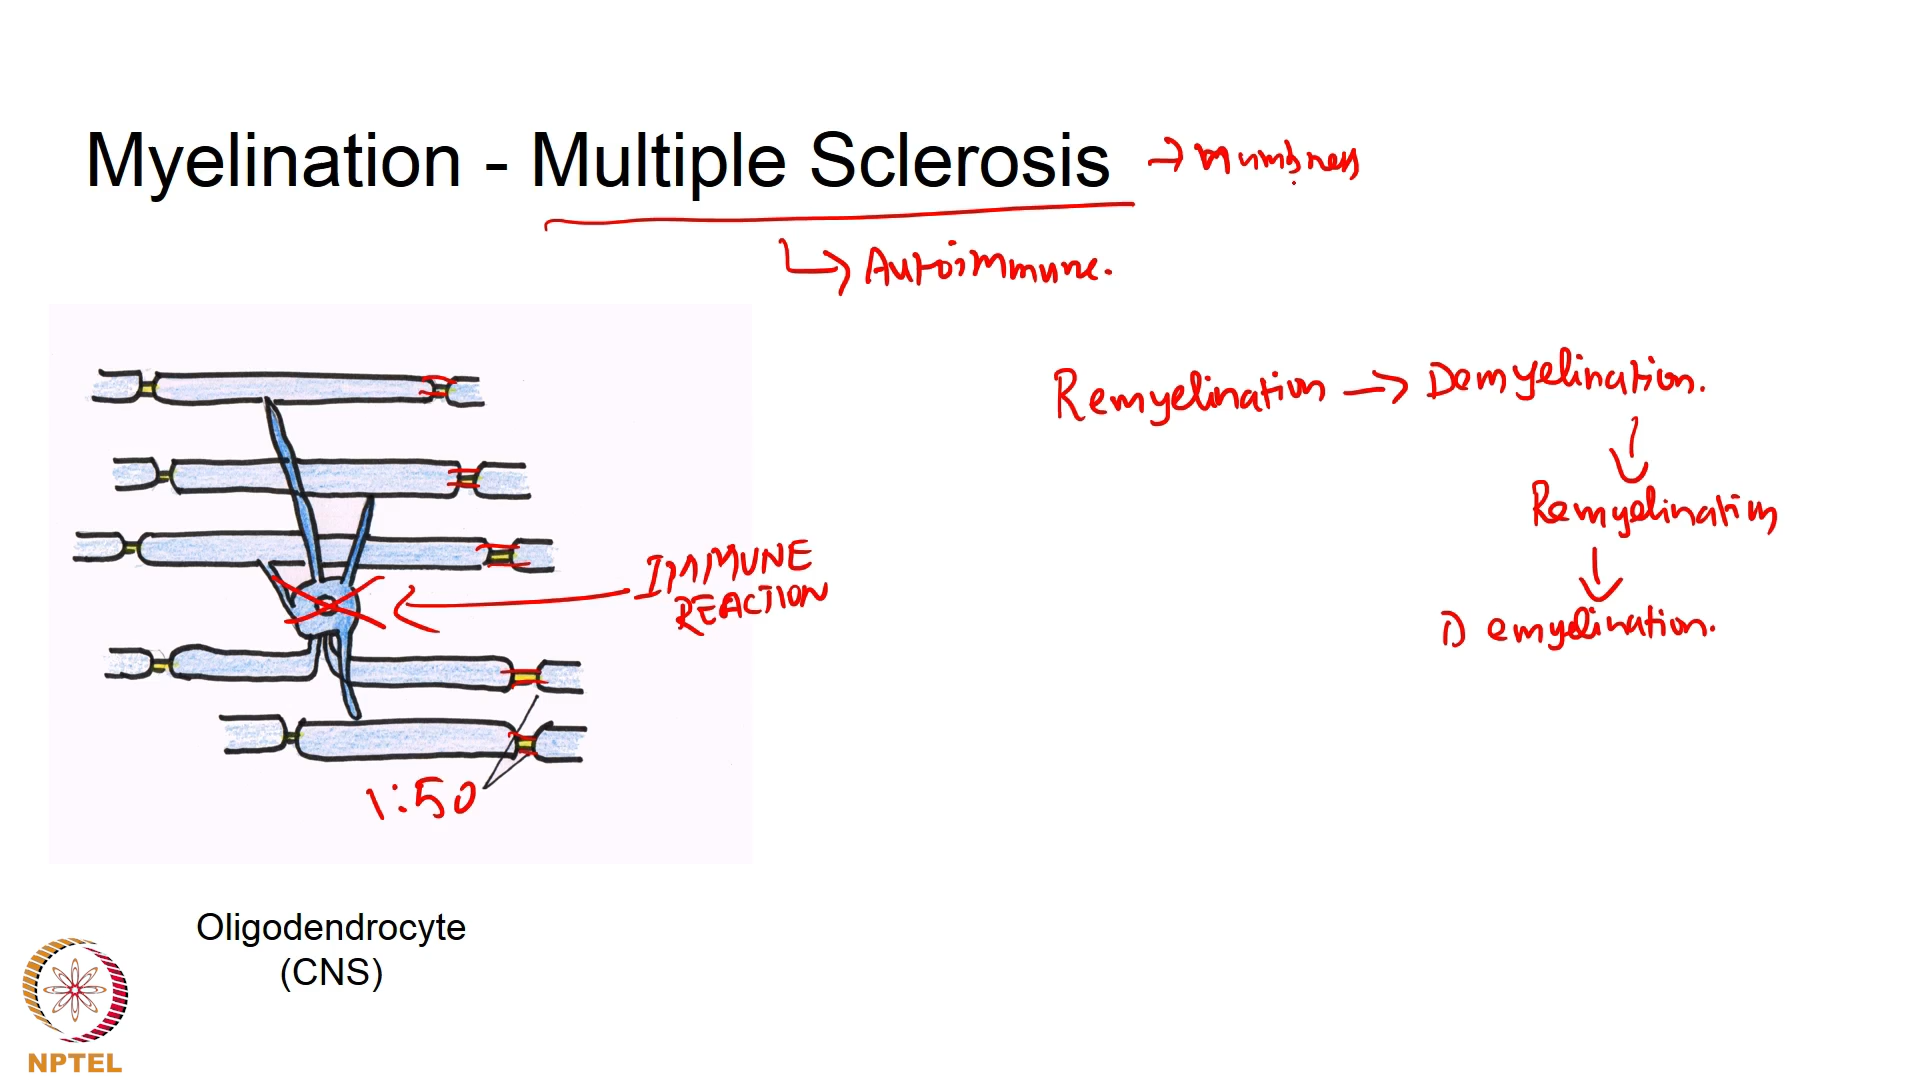 Myelination - Multiple Sclerosis → Numbness
↳ Autoimmune.
Remyelination → Demyelination.
↓
Remyelination
↓
Demyelination.
IMMUNE
REACTION
1:50
Oligodendrocyte
(CNS)
NPTEL